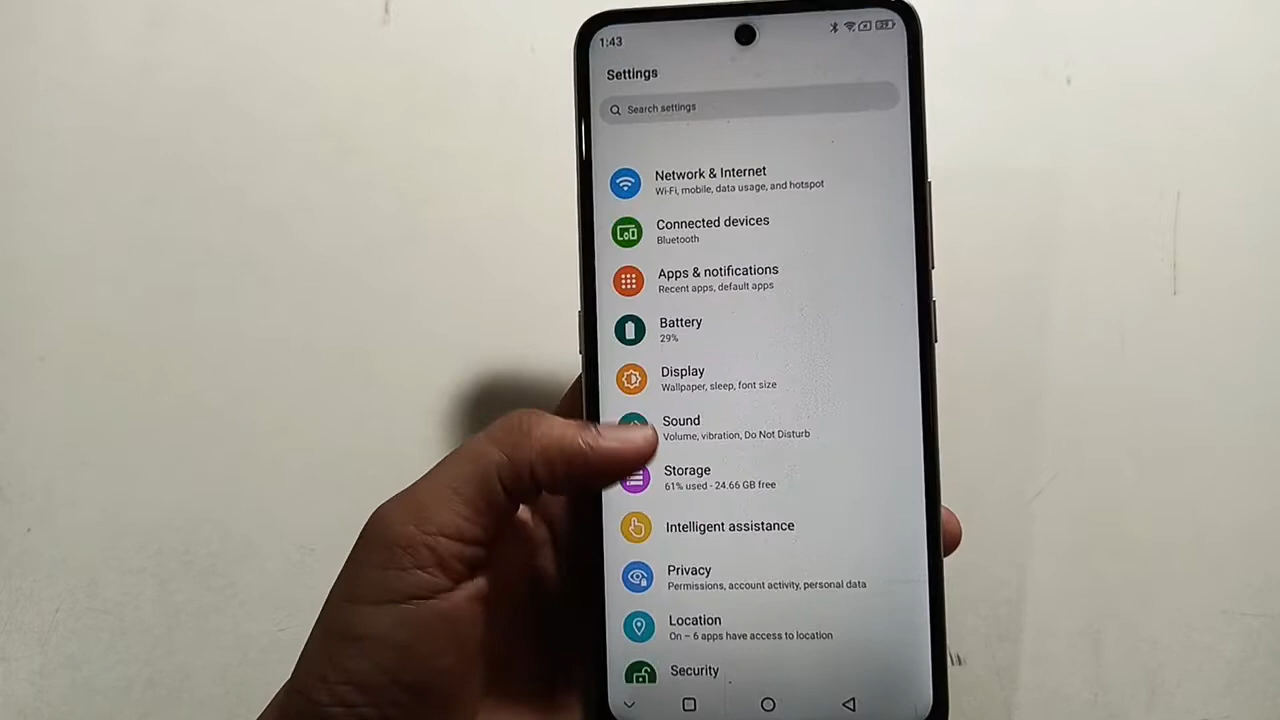 1:43
29
Settings
Search settings
Network & Internet
Wi-Fi, mobile, data usage, and hotspot
Connected devices
Bluetooth
Apps & notifications
Recent apps, default apps
Battery
29%
Display
Wallpaper, sleep, font size
Sound
Volume, vibration, Do Not Disturb
Storage
61% used - 24.66 GB free
Intelligent assistance
Privacy
Permissions, account activity, personal data
Location
On – 6 apps have access to location
Security